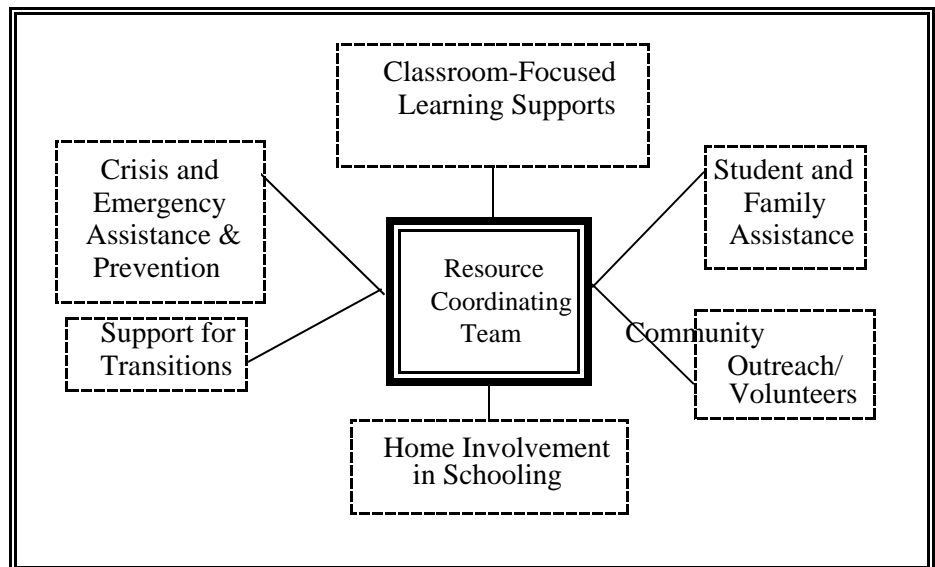 Classroom-Focused
Learning Supports
Crisis and
Emergency
Assistance &
Prevention
Student and
Family
Assistance
Resource
Coordinating
Team
Support for
Transitions
Community
Outreach/
Volunteers
Home Involvement
in Schooling